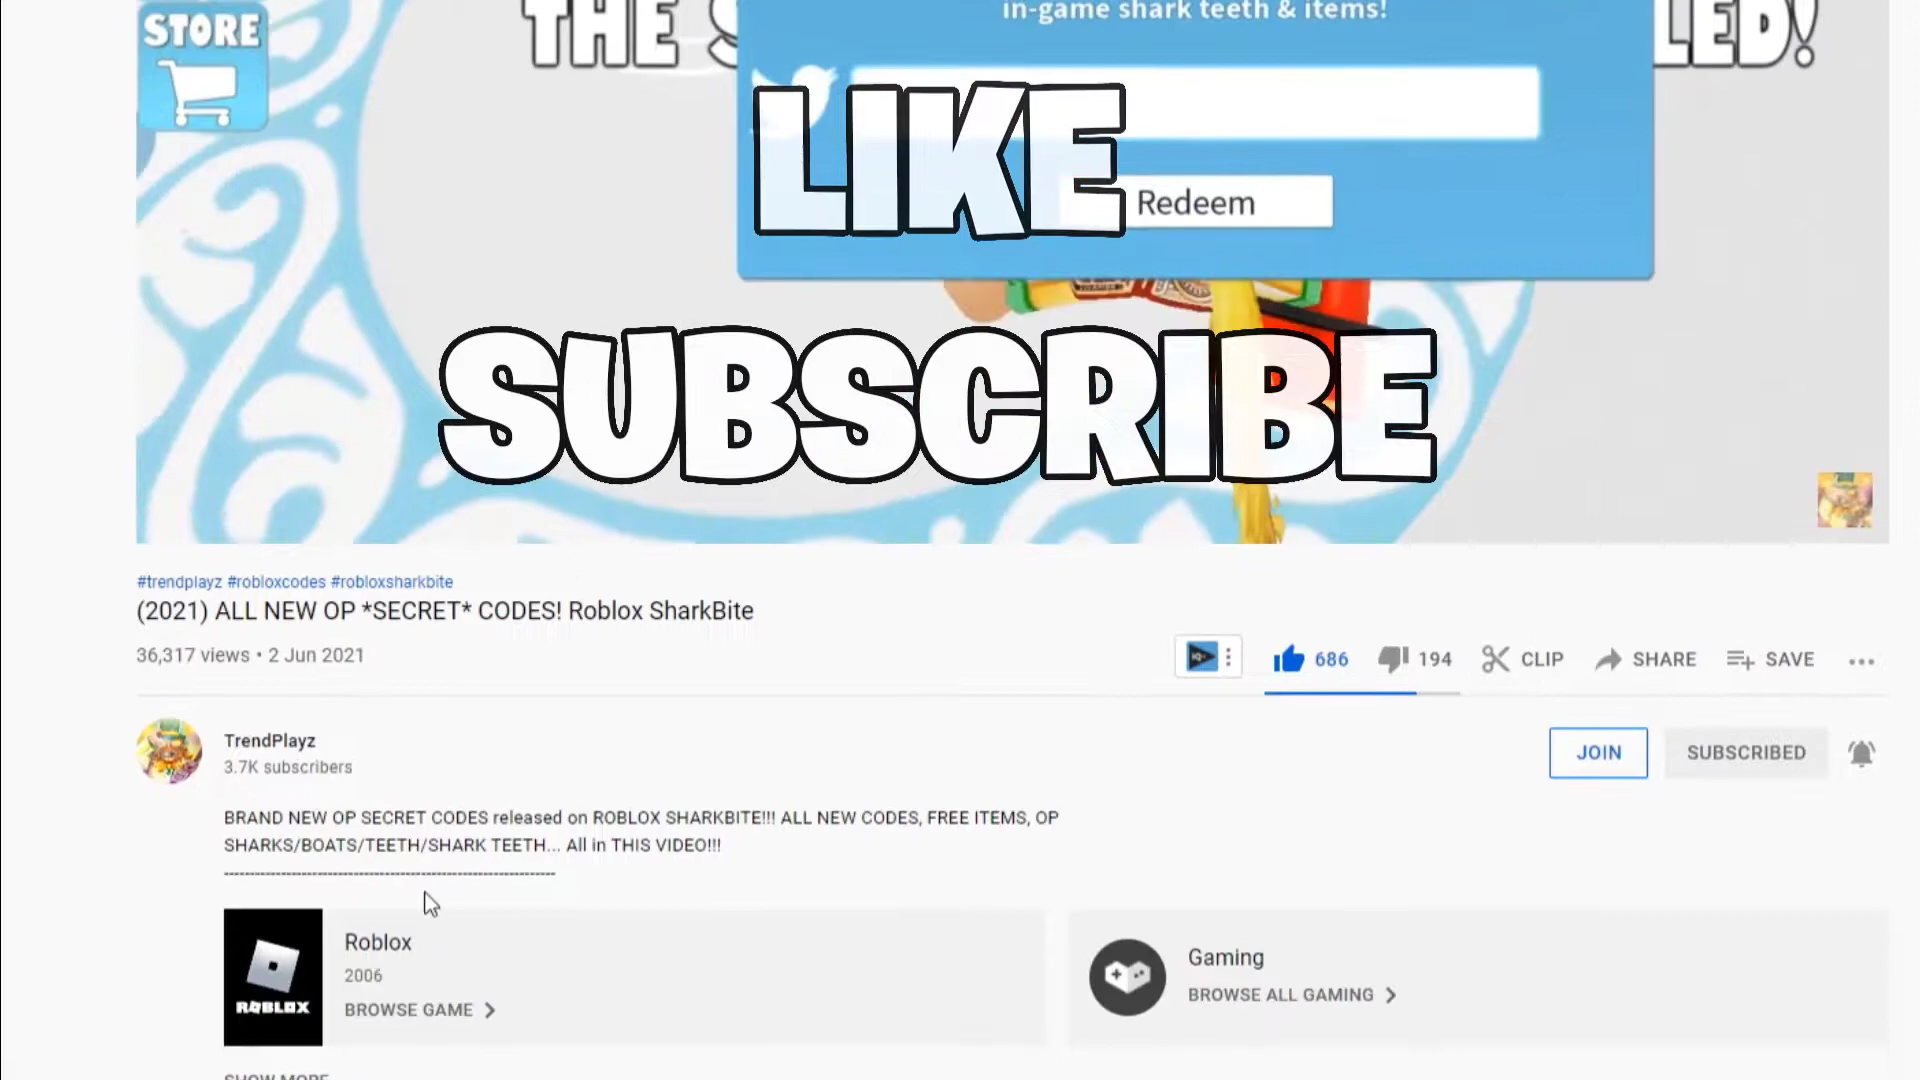 STORE
THE
in-game shark teeth & items!
LED!
LIKE
Redeem
SUBSCRIBE
#trendplayz #robloxcodes #robloxsharkbite
(2021) ALL NEW OP *SECRET* CODES! Roblox SharkBite
36,317 views • 2 Jun 2021
686
194
CLIP
SHARE
SAVE
TrendPlayz
3.7K subscribers
JOIN
SUBSCRIBED
BRAND NEW OP SECRET CODES released on ROBLOX SHARKBITE!!! ALL NEW CODES, FREE ITEMS, OP
SHARKS/BOATS/TEETH/SHARK TEETH... All in THIS VIDEO!!!
Roblox
2006
BROWSE GAME
ROBLOX
Gaming
BROWSE ALL GAMING
SHOW MORE